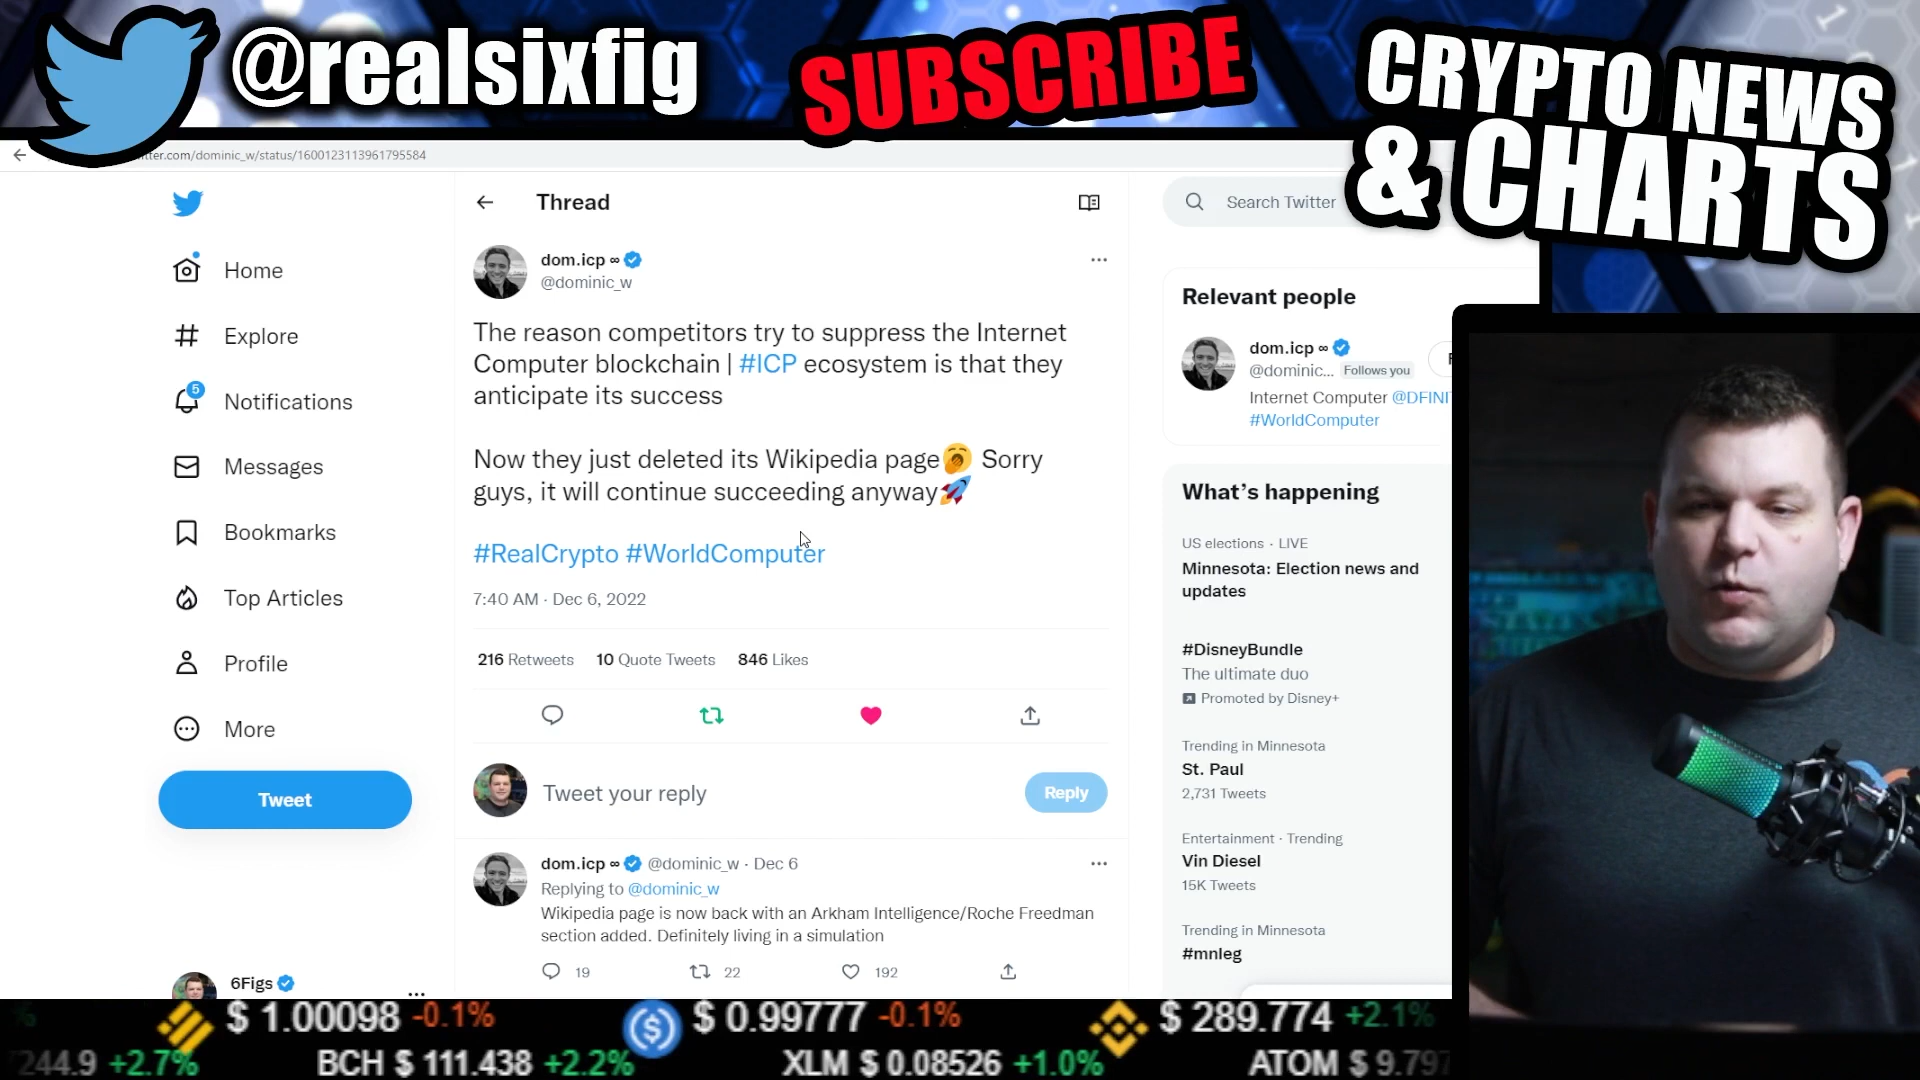 @realsixfig
SUBSCRIBE
CRYPTO NEWS
& CHARTS
tter.com/dominic_w/status/1600123113961795584
Home
Explore
5
Notifications
Messages
Bookmarks
Top Articles
Profile
More
Tweet
6Figs
Thread
dom.icp ∞
@dominic_w
The reason competitors try to suppress the Internet
Computer blockchain | #ICP ecosystem is that they
anticipate its success
Now they just deleted its Wikipedia page🥱 Sorry
guys, it will continue succeeding anyway🚀
#RealCrypto #WorldComputer
7:40 AM · Dec 6, 2022
216 Retweets 10 Quote Tweets 846 Likes
Tweet your reply
Reply
dom.icp ∞ @dominic_w · Dec 6
Replying to @dominic_w
Wikipedia page is now back with an Arkham Intelligence/Roche Freedman
section added. Definitely living in a simulation
19 22 192
Search Twitter
Relevant people
dom.icp ∞
@dominic... Follows you
Internet Computer @DFINI
#WorldComputer
What's happening
US elections · LIVE
Minnesota: Election news and
updates
#DisneyBundle
The ultimate duo
Promoted by Disney+
Trending in Minnesota
St. Paul
2,731 Tweets
Entertainment · Trending
Vin Diesel
15K Tweets
Trending in Minnesota
#mnleg
% $ 1.00098 -0.1% $ 0.99777 -0.1% $ 289.774 +2.1%
244.9 +2.7% BCH $ 111.438 +2.2% XLM $ 0.08526 +1.0% ATOM $ 9.797